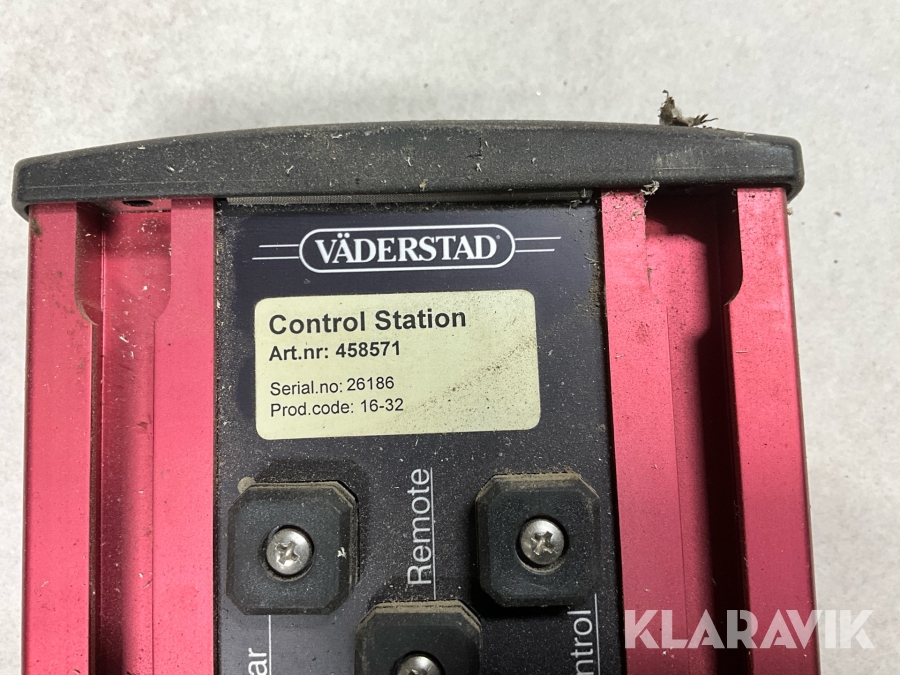 VÄDERSTAD
Control Station
Art.nr: 458571
Serial.no: 26186
Prod.code: 16-32
Remote
KLARAVIK